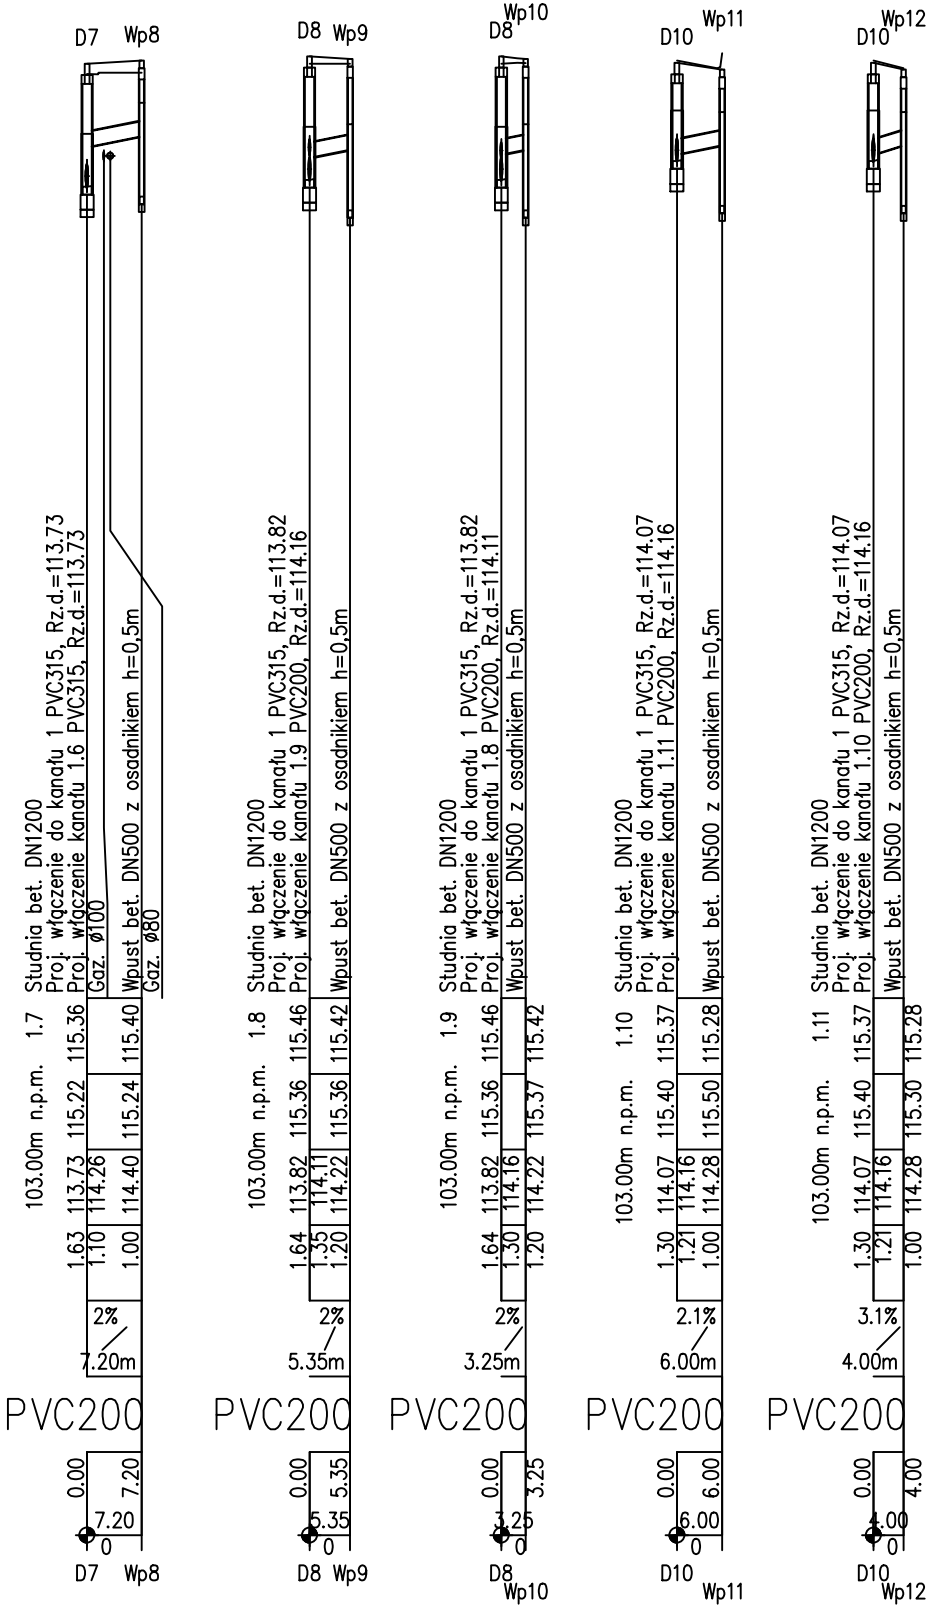 D7 Wp8
D8 Wp9
D8 Wp10
D10 Wp11
D10 Wp12
Studnia bet. DN1200
Proj. włączenie do kanału 1 PVC315, Rz.d.=113.73
Proj. włączenie kanału 1.6 PVC315, Rz.d.=113.73
Gaz. ø100
Wpust bet. DN500 z osadnikiem h=0,5m
Gaz. ø80
103.00m n.p.m. 1.7
115.36
115.40
115.22
115.24
113.73
114.26
114.40
1.63
1.10
1.00
2%
7.20m
PVC200
0.00
7.20
7.20
0
D7 Wp8
Studnia bet. DN1200
Proj. włączenie do kanału 1 PVC315, Rz.d.=113.82
Proj. włączenie kanału 1.9 PVC200, Rz.d.=114.16
Wpust bet. DN500 z osadnikiem h=0,5m
103.00m n.p.m. 1.8
115.46
115.42
115.36
115.36
113.82
114.11
114.22
1.64
1.35
1.20
2%
5.35m
PVC200
0.00
5.35
5.35
0
D8 Wp9
Studnia bet. DN1200
Proj. włączenie do kanału 1 PVC315, Rz.d.=113.82
Proj. włączenie kanału 1.8 PVC200, Rz.d.=114.11
Wpust bet. DN500 z osadnikiem h=0,5m
103.00m n.p.m. 1.9
115.46
115.42
115.36
115.37
113.82
114.16
114.22
1.64
1.30
1.20
2%
3.25m
PVC200
0.00
3.25
3.25
0
D8 Wp10
Studnia bet. DN1200
Proj. włączenie do kanału 1 PVC315, Rz.d.=114.07
Proj. włączenie kanału 1.11 PVC200, Rz.d.=114.16
Wpust bet. DN500 z osadnikiem h=0,5m
103.00m n.p.m. 1.10
115.37
115.28
115.40
115.50
114.07
114.16
114.28
1.30
1.21
1.00
2.1%
6.00m
PVC200
0.00
6.00
6.00
0
D10 Wp11
Studnia bet. DN1200
Proj. włączenie do kanału 1 PVC315, Rz.d.=114.07
Proj. włączenie kanału 1.10 PVC200, Rz.d.=114.16
Wpust bet. DN500 z osadnikiem h=0,5m
103.00m n.p.m. 1.11
115.37
115.28
115.40
115.30
114.07
114.16
114.28
1.30
1.21
1.00
3.1%
4.00m
PVC200
0.00
4.00
4.00
0
D10 Wp12